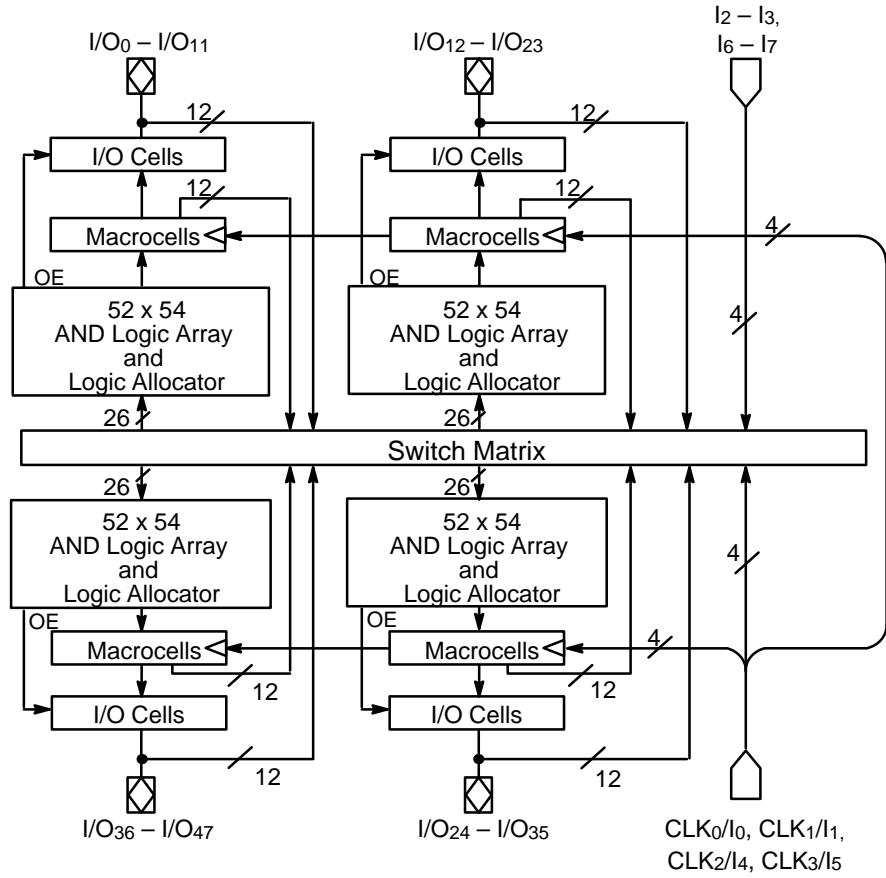 I/O0 – I/O11
I/O12 – I/O23
I2 – I3,
I6 – I7
12
12
I/O Cells
I/O Cells
12
12
Macrocells
Macrocells
4
OE
OE
52 x 54
AND Logic Array
and
Logic Allocator
52 x 54
AND Logic Array
and
Logic Allocator
4
26
26
Switch Matrix
26
26
52 x 54
AND Logic Array
and
Logic Allocator
52 x 54
AND Logic Array
and
Logic Allocator
4
OE
OE
Macrocells
Macrocells
4
12
12
I/O Cells
I/O Cells
12
12
I/O36 – I/O47
I/O24 – I/O35
CLK0/I0, CLK1/I1,
CLK2/I4, CLK3/I5